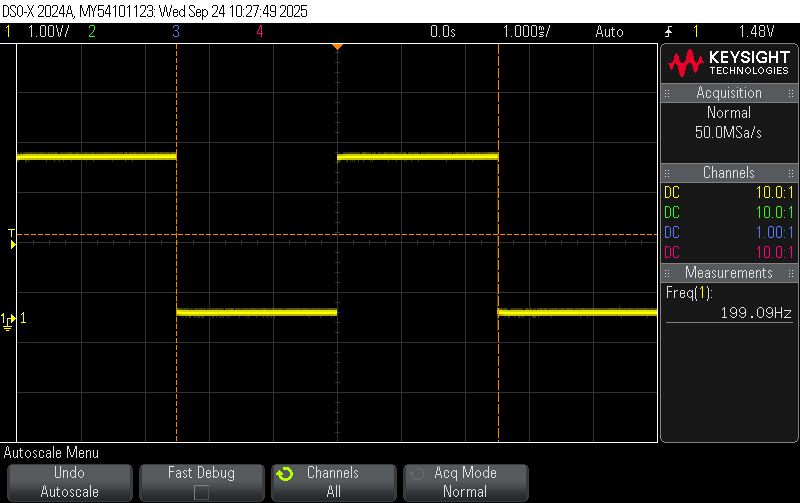 DSO-X 2024A, MY54101123: Wed Sep 24 10:27:49 2025
1 1.00V/ 2 3 4 0.0s 1.000ms/ Auto 1 1.48V
KEYSIGHT
TECHNOLOGIES
Acquisition
Normal
50.0MSa/s
Channels
DC 10.0:1
DC 10.0:1
DC 1.00:1
DC 10.0:1
Measurements
Freq(1):
199.09Hz
T
1 1
Autoscale Menu
Undo
Autoscale
Fast Debug
Channels
All
Acq Mode
Normal